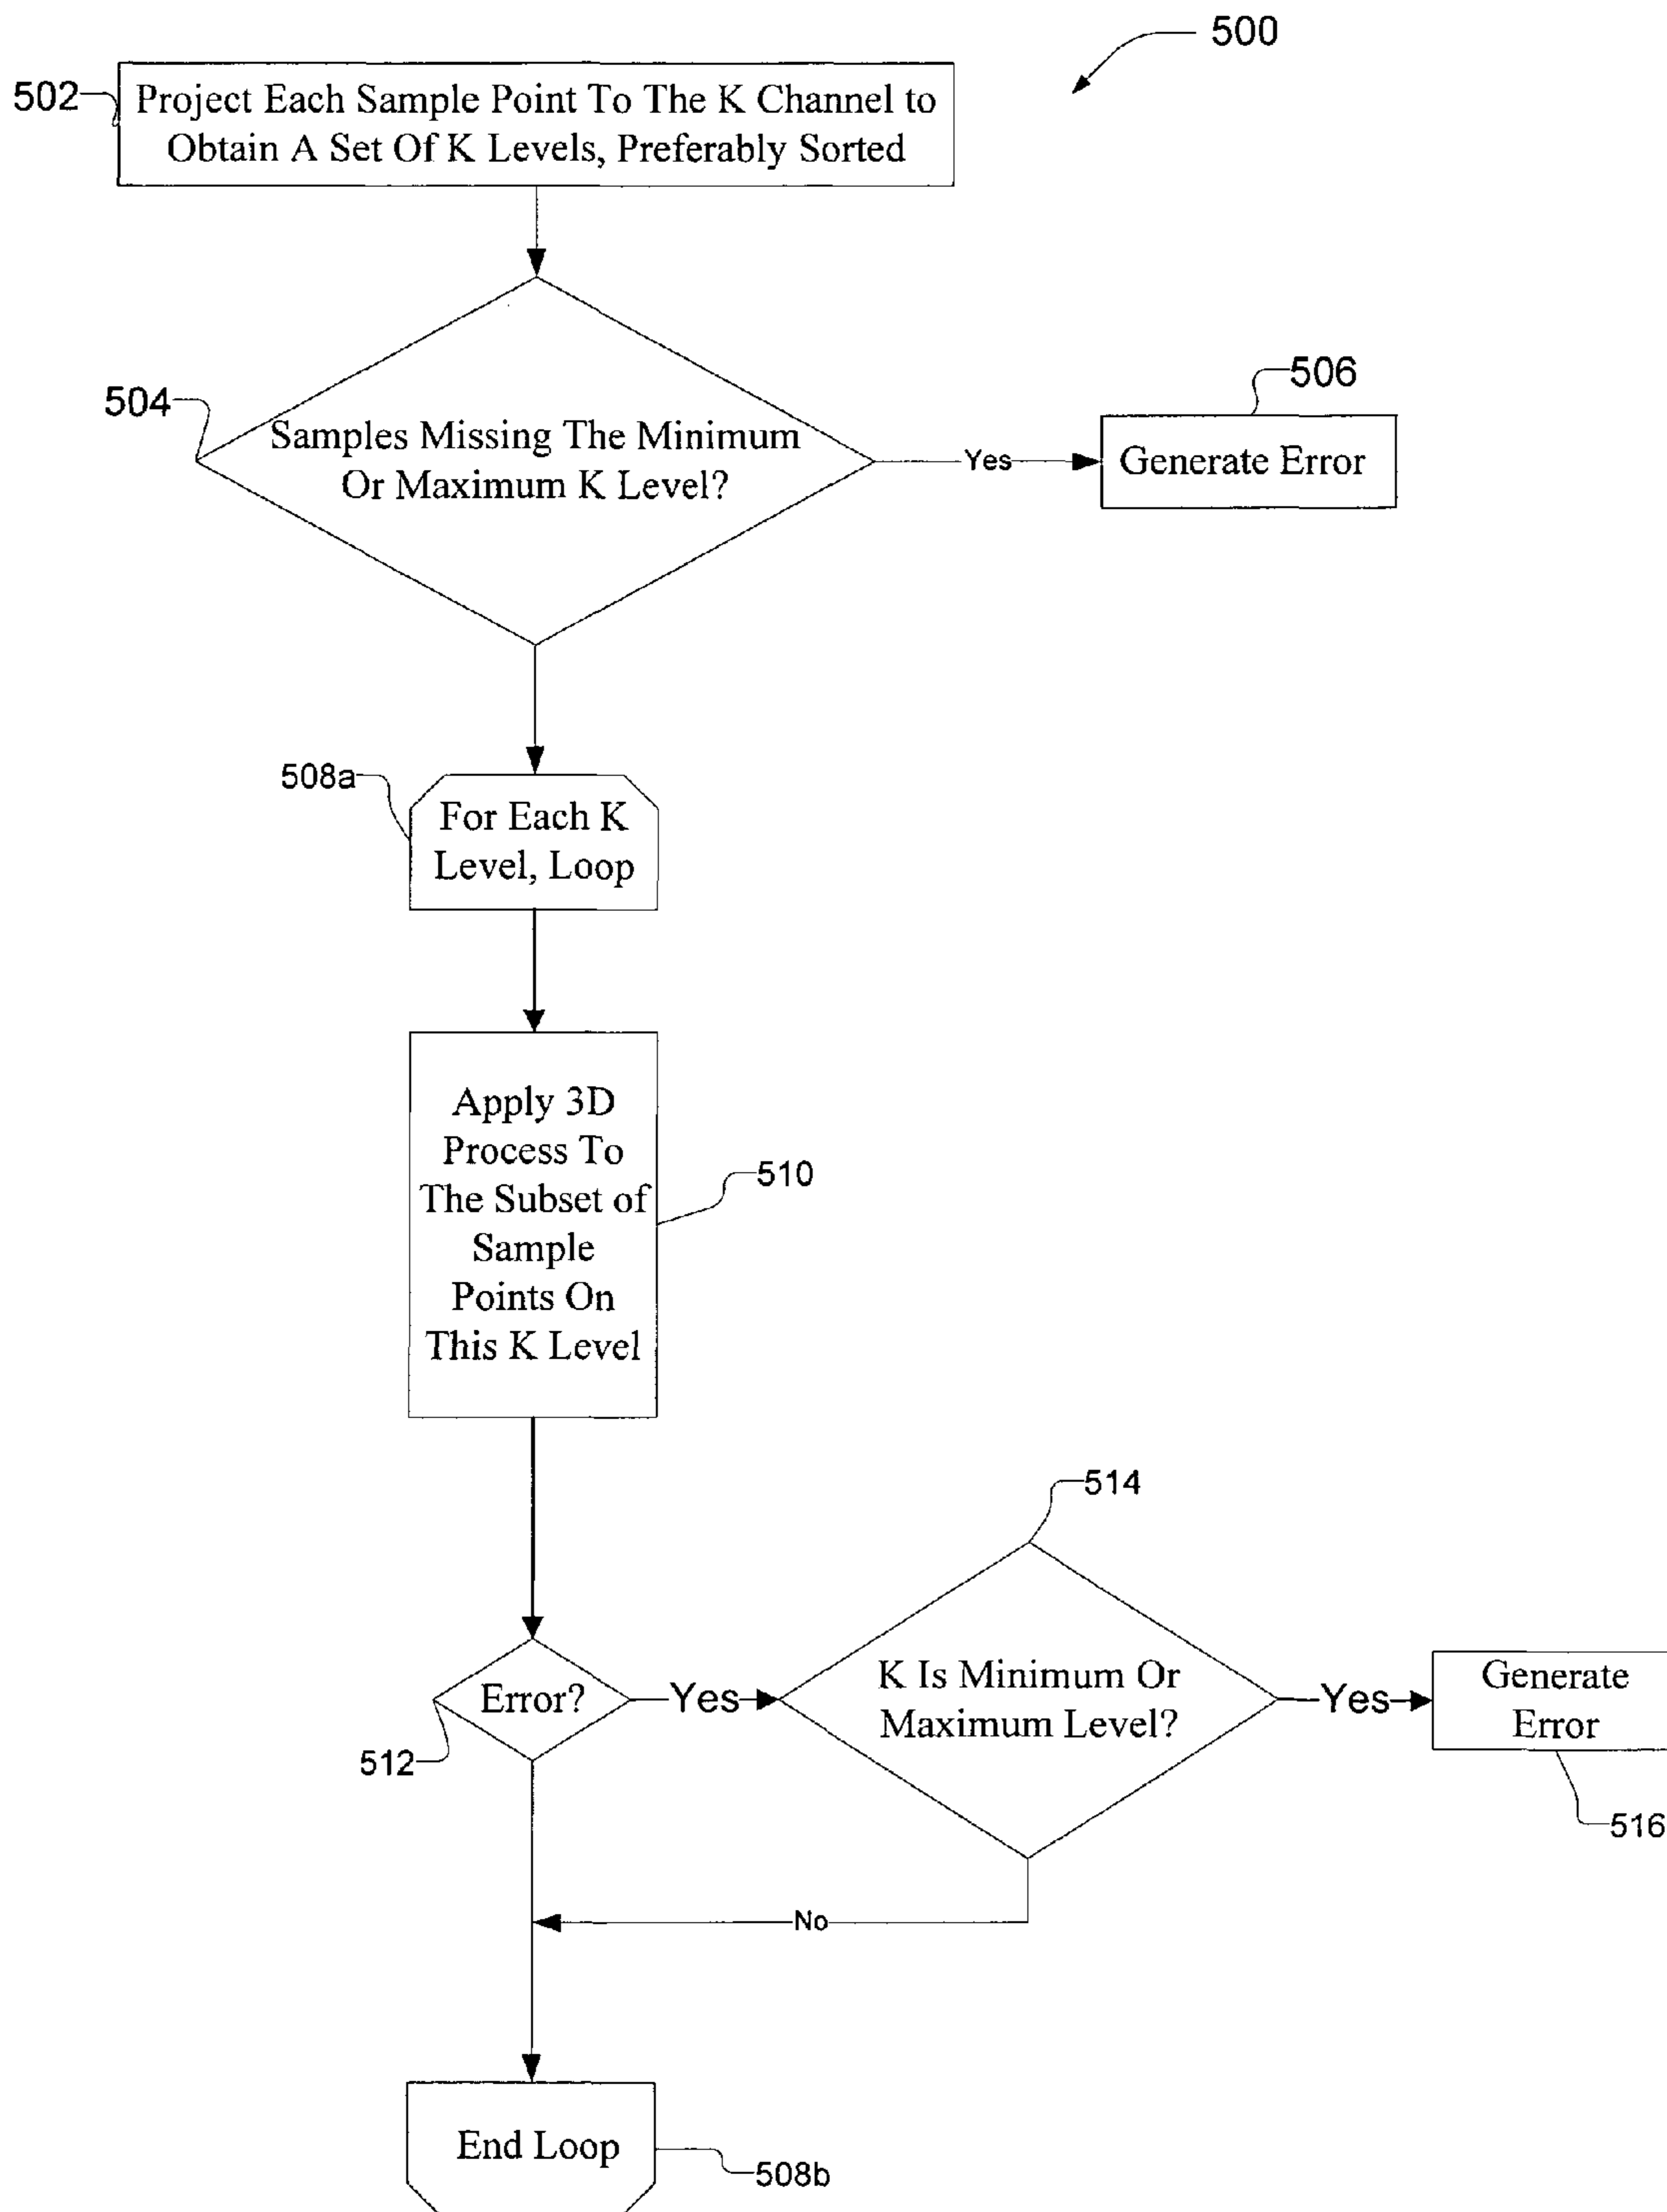 500
502
Project Each Sample Point To The K Channel to
Obtain A Set Of K Levels, Preferably Sorted
504
Samples Missing The Minimum
Or Maximum K Level?
Yes
506
Generate Error
508a
For Each K
Level, Loop
Apply 3D
Process To
The Subset of
Sample
Points On
This K Level
510
514
Error?
Yes
K Is Minimum Or
Maximum Level?
Yes
Generate
Error
512
516
No
End Loop
508b